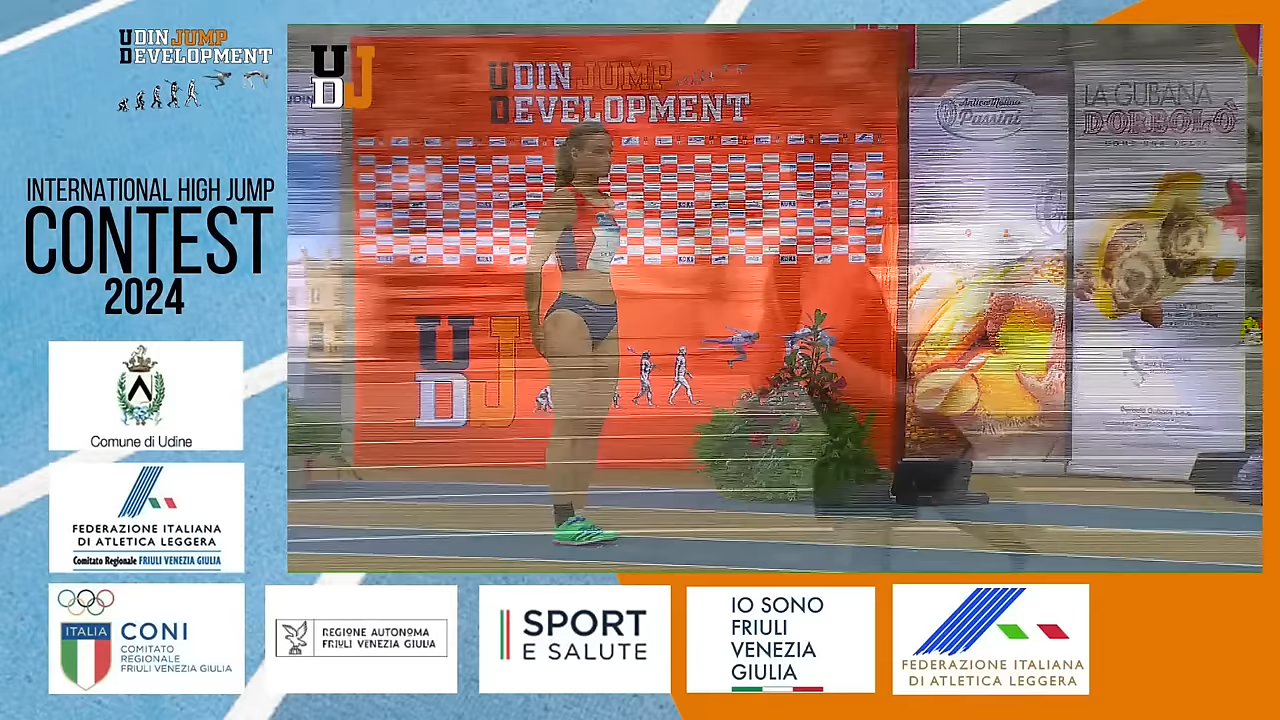 UDIN JUMP
DEVELOPMENT
INTERNATIONAL HIGH JUMP
CONTEST
2024
Comune di Udine
FEDERAZIONE ITALIANA
DI ATLETICA LEGGERA
Comitato Regionale FRIULI VENEZIA GIULIA
ITALIA
CONI
COMITATO
REGIONALE
FRIULI VENEZIA GIULIA
REGIONE AUTONOMA
FRIULI VENEZIA GIULIA
SPORT
E SALUTE
IO SONO
FRIULI
VENEZIA
GIULIA
FEDERAZIONE ITALIANA
DI ATLETICA LEGGERA
UDJ
UDIN JUMP
DEVELOPMENT
UDJ
Antico Molino
Passini
LA GUBANA
DORBOLÒ